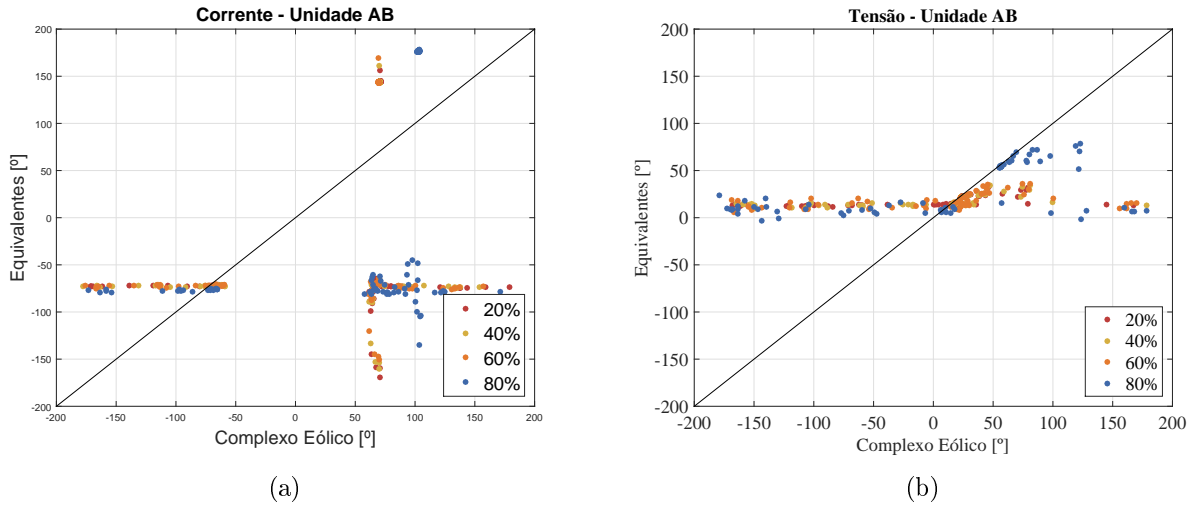 Corrente - Unidade AB
200
150
100
50
0
-50
-100
-150
-200
-200 -150 -100 -50 0 50 100 150 200
Equivalentes [º]
Complexo Eólico [º]
20%
40%
60%
80%
(a)
Tensão - Unidade AB
200
150
100
50
0
-50
-100
-150
-200
-200 -150 -100 -50 0 50 100 150 200
Equivalentes [º]
Complexo Eólico [º]
20%
40%
60%
80%
(b)